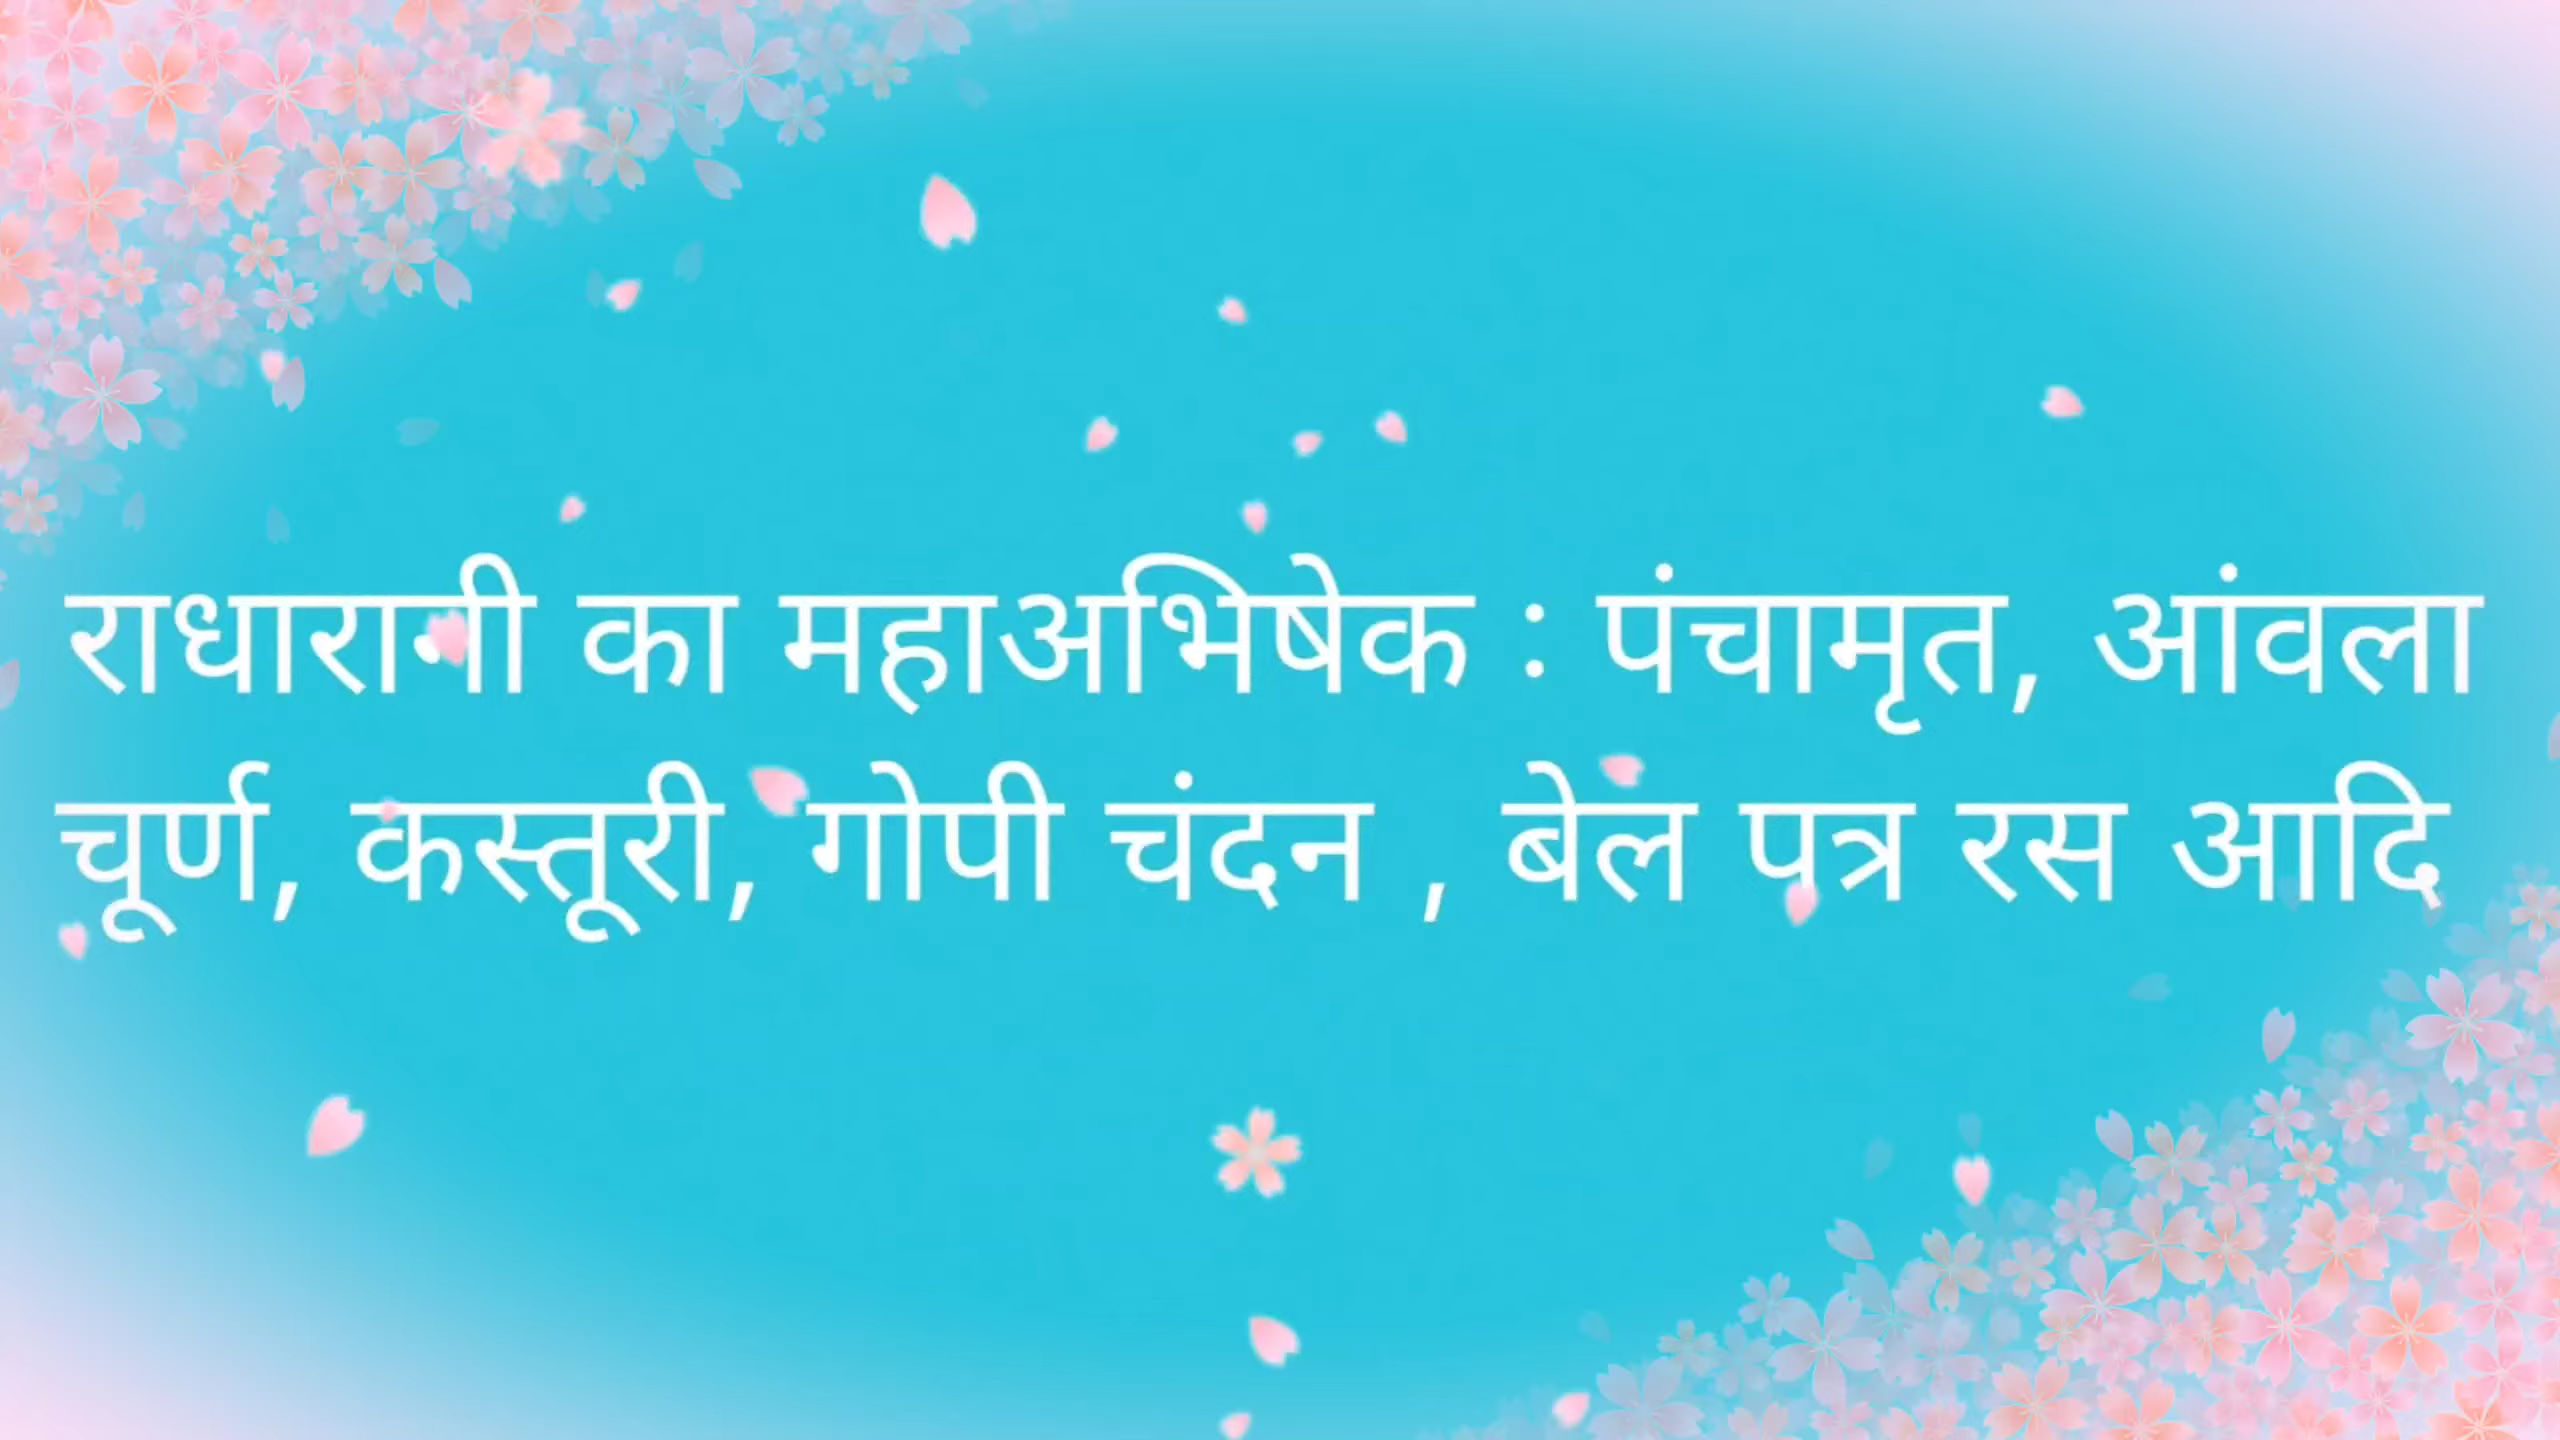 राधारानी का महाअभिषेक : पंचामृत, आंवला
चूर्ण, कस्तूरी, गोपी चंदन , बेल पत्र रस आदि